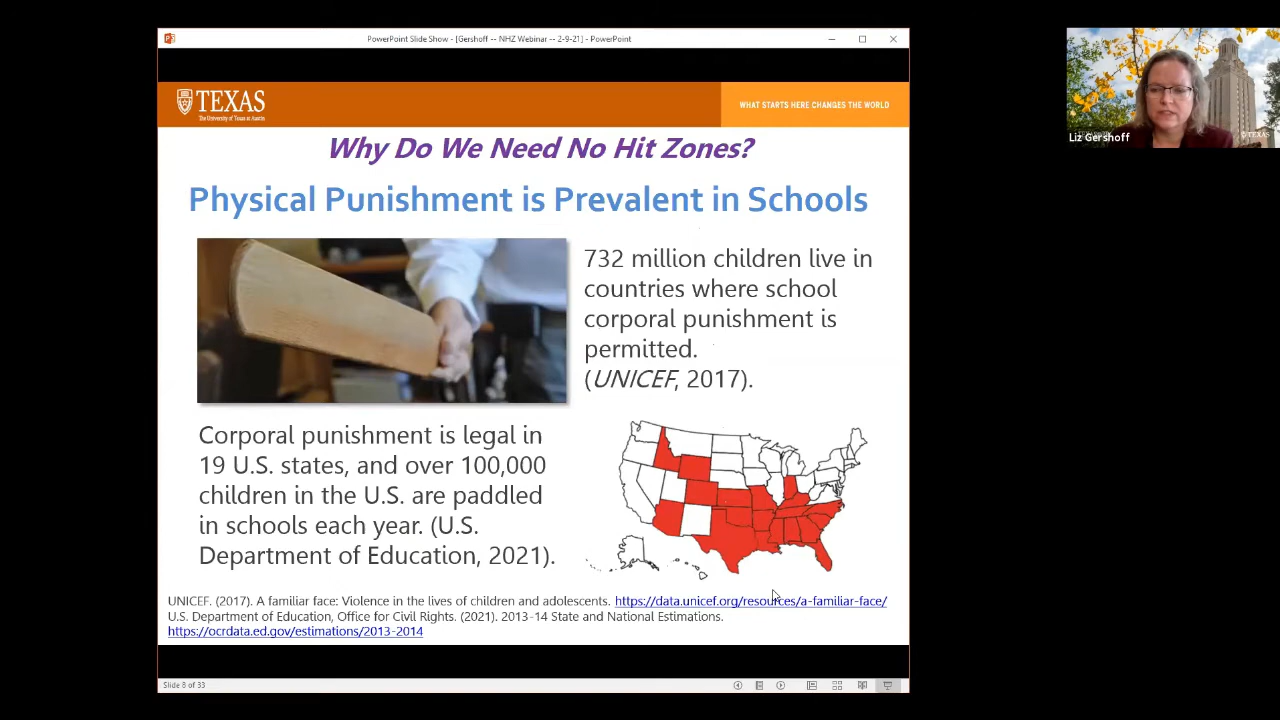 PowerPoint Slide Show - [Gershoff -- NHZ Webinar -- 2-9-21] - PowerPoint
TEXAS
The University of Texas at Austin
WHAT STARTS HERE CHANGES THE WORLD
Why Do We Need No Hit Zones?
Physical Punishment is Prevalent in Schools
732 million children live in
countries where school
corporal punishment is
permitted.
(UNICEF, 2017).
Corporal punishment is legal in
19 U.S. states, and over 100,000
children in the U.S. are paddled
in schools each year. (U.S.
Department of Education, 2021).
UNICEF. (2017). A familiar face: Violence in the lives of children and adolescents. https://data.unicef.org/resources/a-familiar-face/
U.S. Department of Education, Office for Civil Rights. (2021). 2013-14 State and National Estimations.
https://ocrdata.ed.gov/estimations/2013-2014
Slide 8 of 33
Liz Gershoff
TEXAS